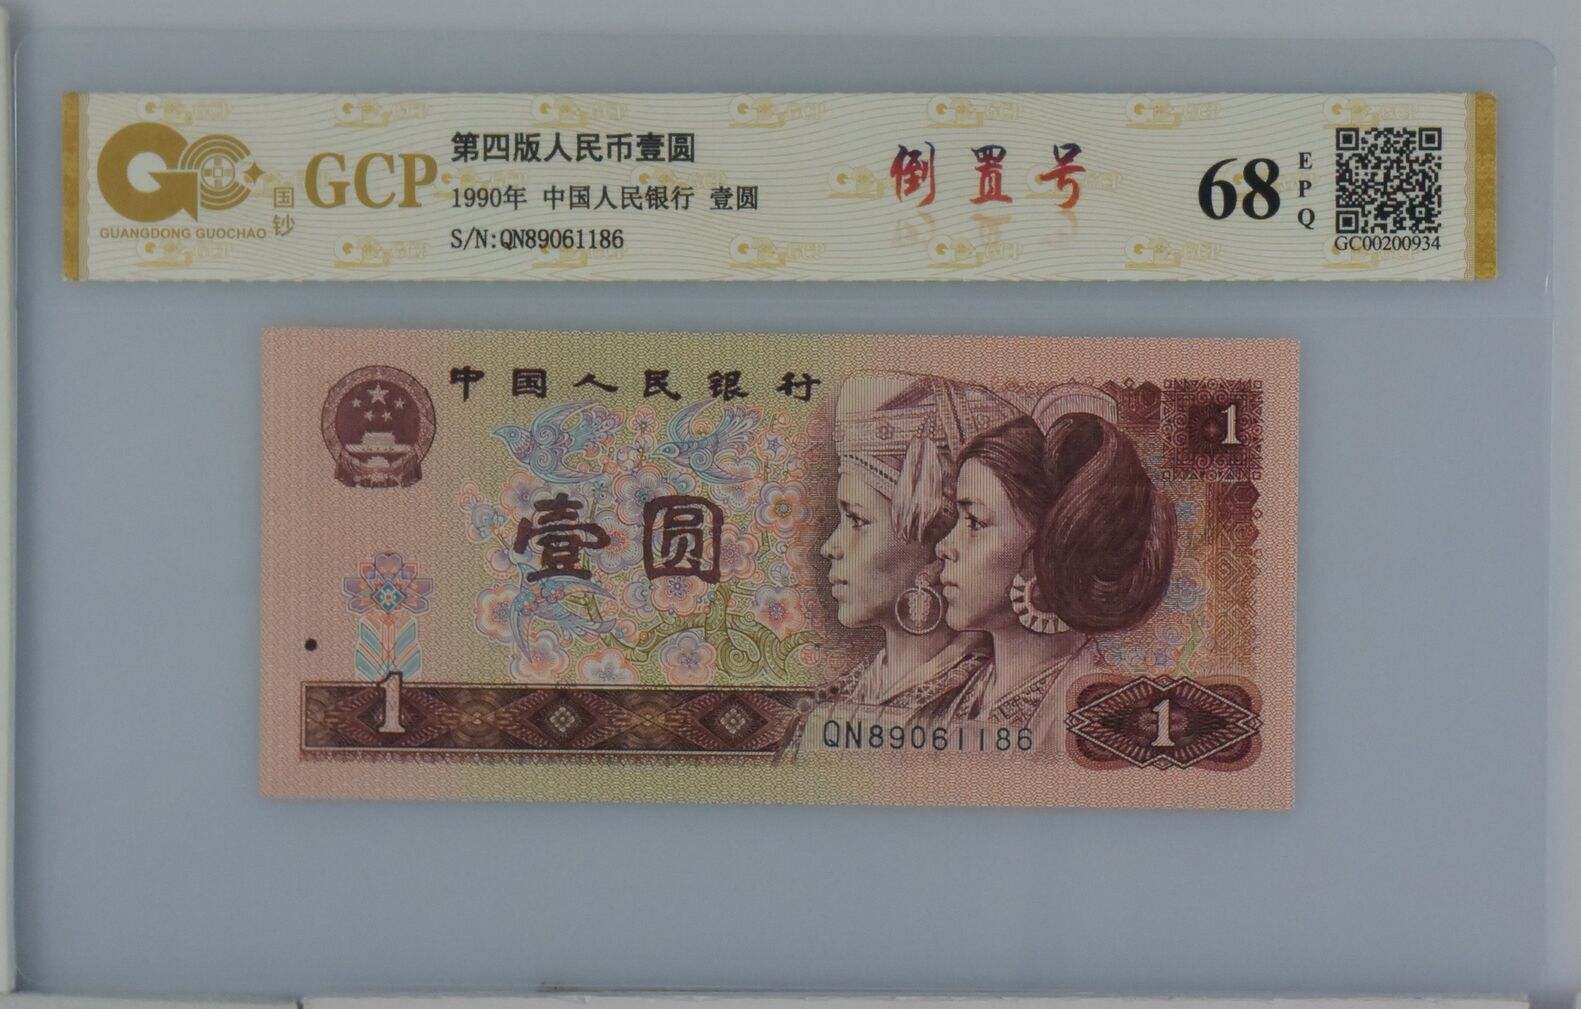 GCP
国钞
GUANGDONG GUOCHAO
第四版人民币壹圆
1990年 中国人民银行 壹圆
S/N:QN89061186
倒置号
68
EPQ
GC00200934
中国人民银行
1
壹圆
1
QN89061186
1